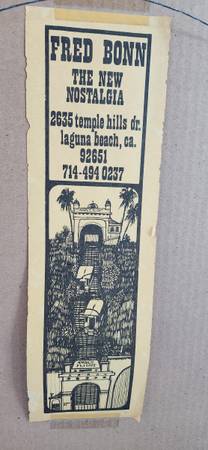 FRED BONN
THE NEW
NOSTALGIA
2635 temple hills dr.
laguna beach, ca.
92651
714-494 0237